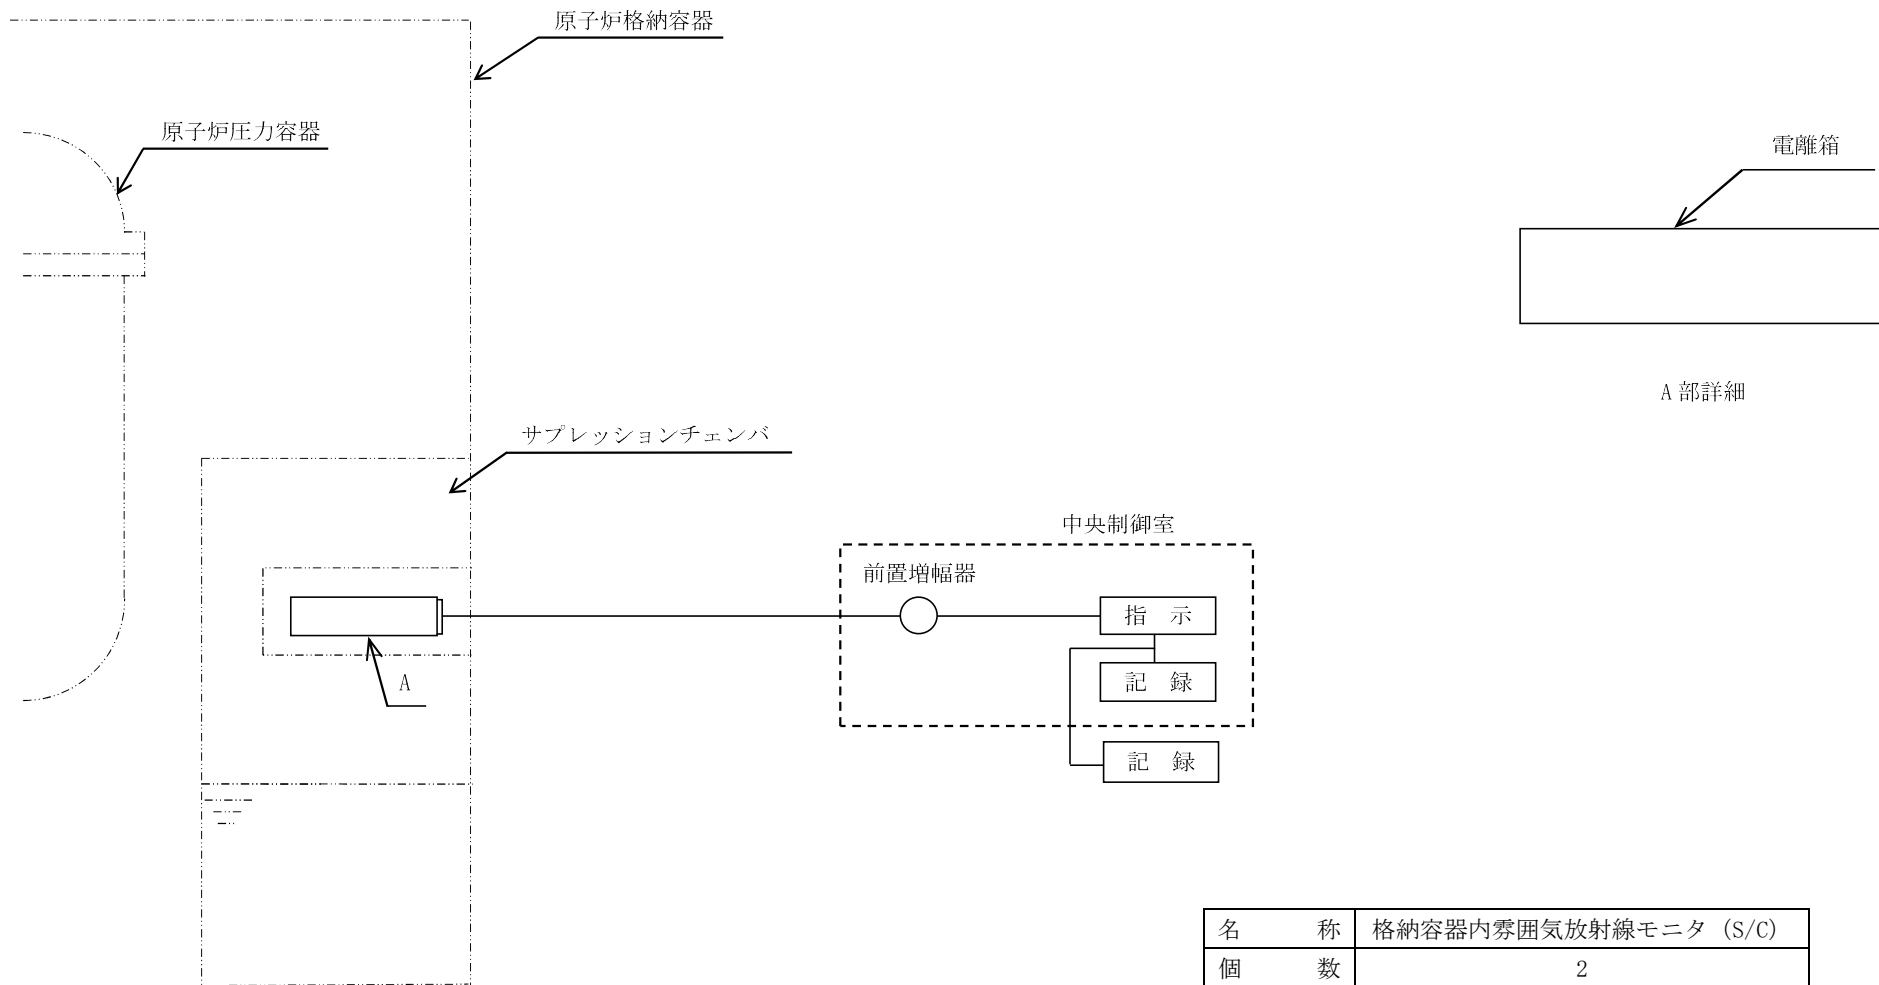 原子炉格納容器
原子炉圧力容器
電離箱
A 部詳細
サプレッションチェンバ
中央制御室
前置増幅器
指　示
記　録
A
記　録
名　　　称　格納容器内雰囲気放射線モニタ (S/C)
個　　　数　2